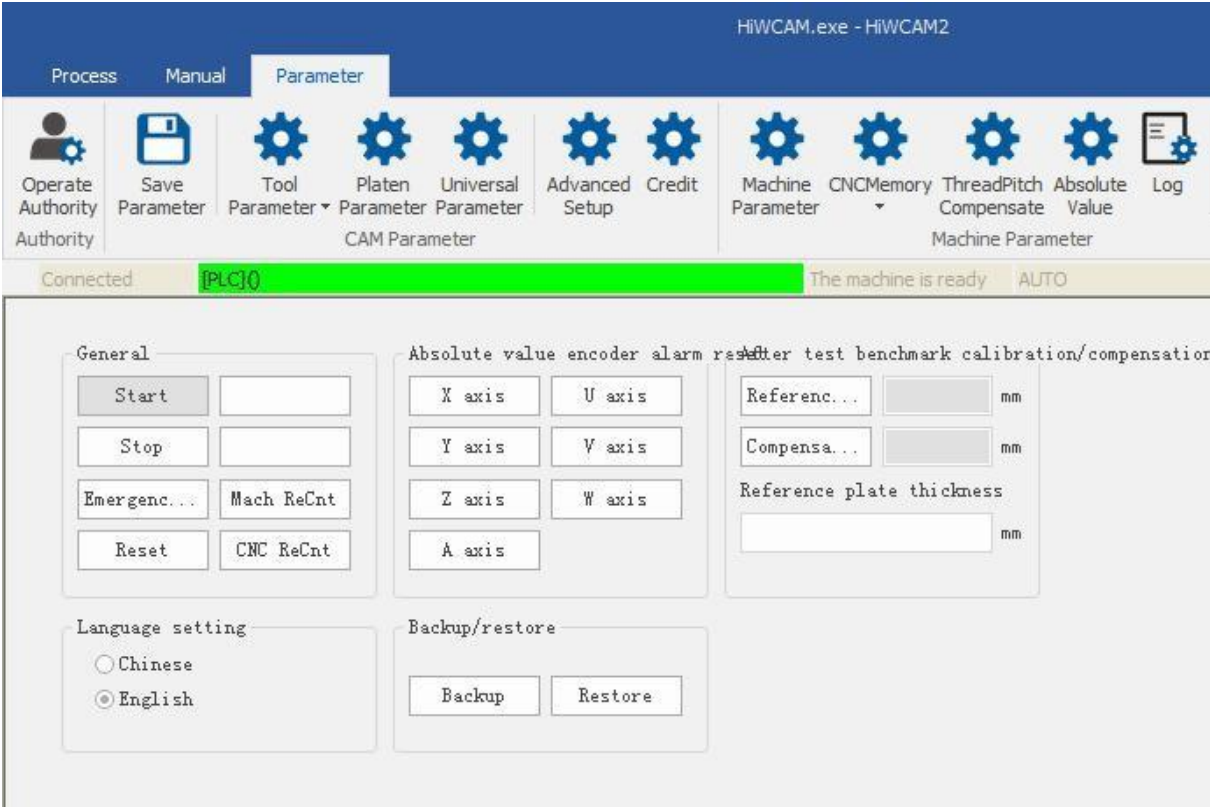 HiWCAM.exe - HiWCAM2
Process Manual Parameter
Operate Authority
Save Parameter
Tool Parameter
Platen Parameter
Universal Parameter
Advanced Setup
Credit
Machine Parameter
CNCMemory
ThreadPitch Compensate
Absolute Value
Log
Authority
CAM Parameter
Machine Parameter
Connected [PLC]() The machine is ready AUTO
General
Start
Stop
Emergenc... Mach ReCnt
Reset CNC ReCnt
Absolute value encoder alarm
X axis U axis
Y axis V axis
Z axis W axis
A axis
test benchmark calibration/compensation
Referenc... mm
Compensa... mm
Reference plate thickness
mm
Language setting
Chinese
English
Backup/restore
Backup Restore